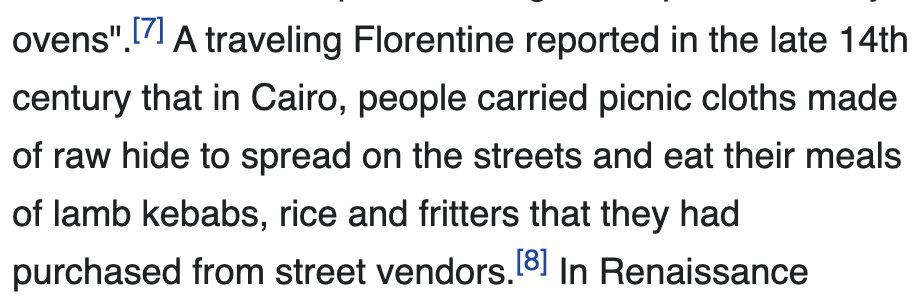 ovens".[7] A traveling Florentine reported in the late 14th
century that in Cairo, people carried picnic cloths made
of raw hide to spread on the streets and eat their meals
of lamb kebabs, rice and fritters that they had
purchased from street vendors.[8] In Renaissance